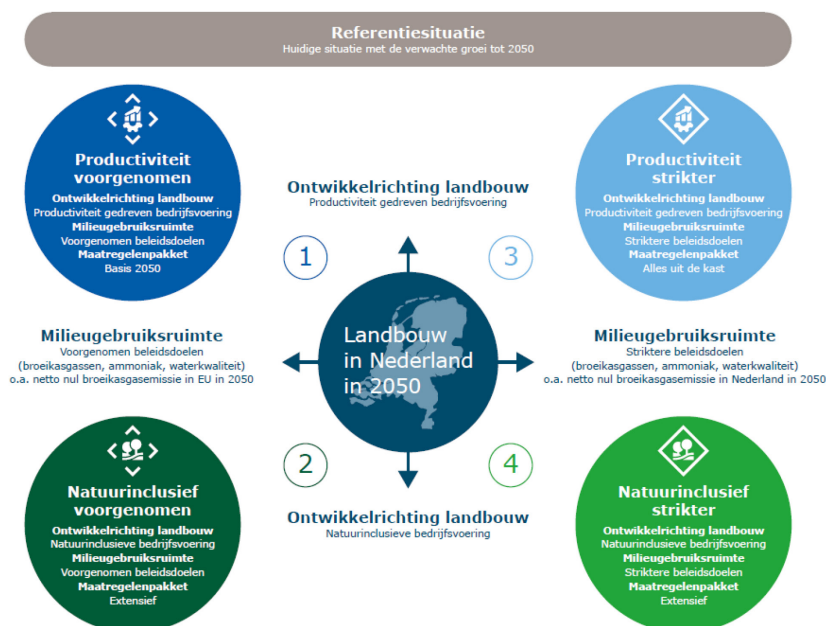 Referentiesituatie
Huidige situatie met de verwachte groei tot 2050
Productiviteit
voorgenomen
Ontwikkelrichting landbouw
Productiviteit gedreven bedrijfsvoering
Milieugebruiksruimte
Voorgenomen beleidsdoelen
Maatregelenpakket
Basis 2050
Ontwikkelrichting landbouw
Productiviteit gedreven bedrijfsvoering
1
3
Productiviteit
strikter
Ontwikkelrichting landbouw
Productiviteit gedreven bedrijfsvoering
Milieugebruiksruimte
Striktere beleidsdoelen
Maatregelenpakket
Alles uit de kast
Milieugebruiksruimte
Voorgenomen beleidsdoelen
(broeikasgassen, ammoniak, waterkwaliteit)
o.a. netto nul broeikasgasemissie in EU in 2050
Landbouw
in Nederland
in 2050
Milieugebruiksruimte
Striktere beleidsdoelen
(broeikasgassen, ammoniak, waterkwaliteit)
o.a. netto nul broeikasgasemissie in Nederland in 2050
Natuurinclusief
voorgenomen
Ontwikkelrichting landbouw
Natuurinclusieve bedrijfsvoering
Milieugebruiksruimte
Voorgenomen beleidsdoelen
Maatregelenpakket
Extensief
2
4
Ontwikkelrichting landbouw
Natuurinclusieve bedrijfsvoering
Natuurinclusief
strikter
Ontwikkelrichting landbouw
Natuurinclusieve bedrijfsvoering
Milieugebruiksruimte
Striktere beleidsdoelen
Maatregelenpakket
Extensief